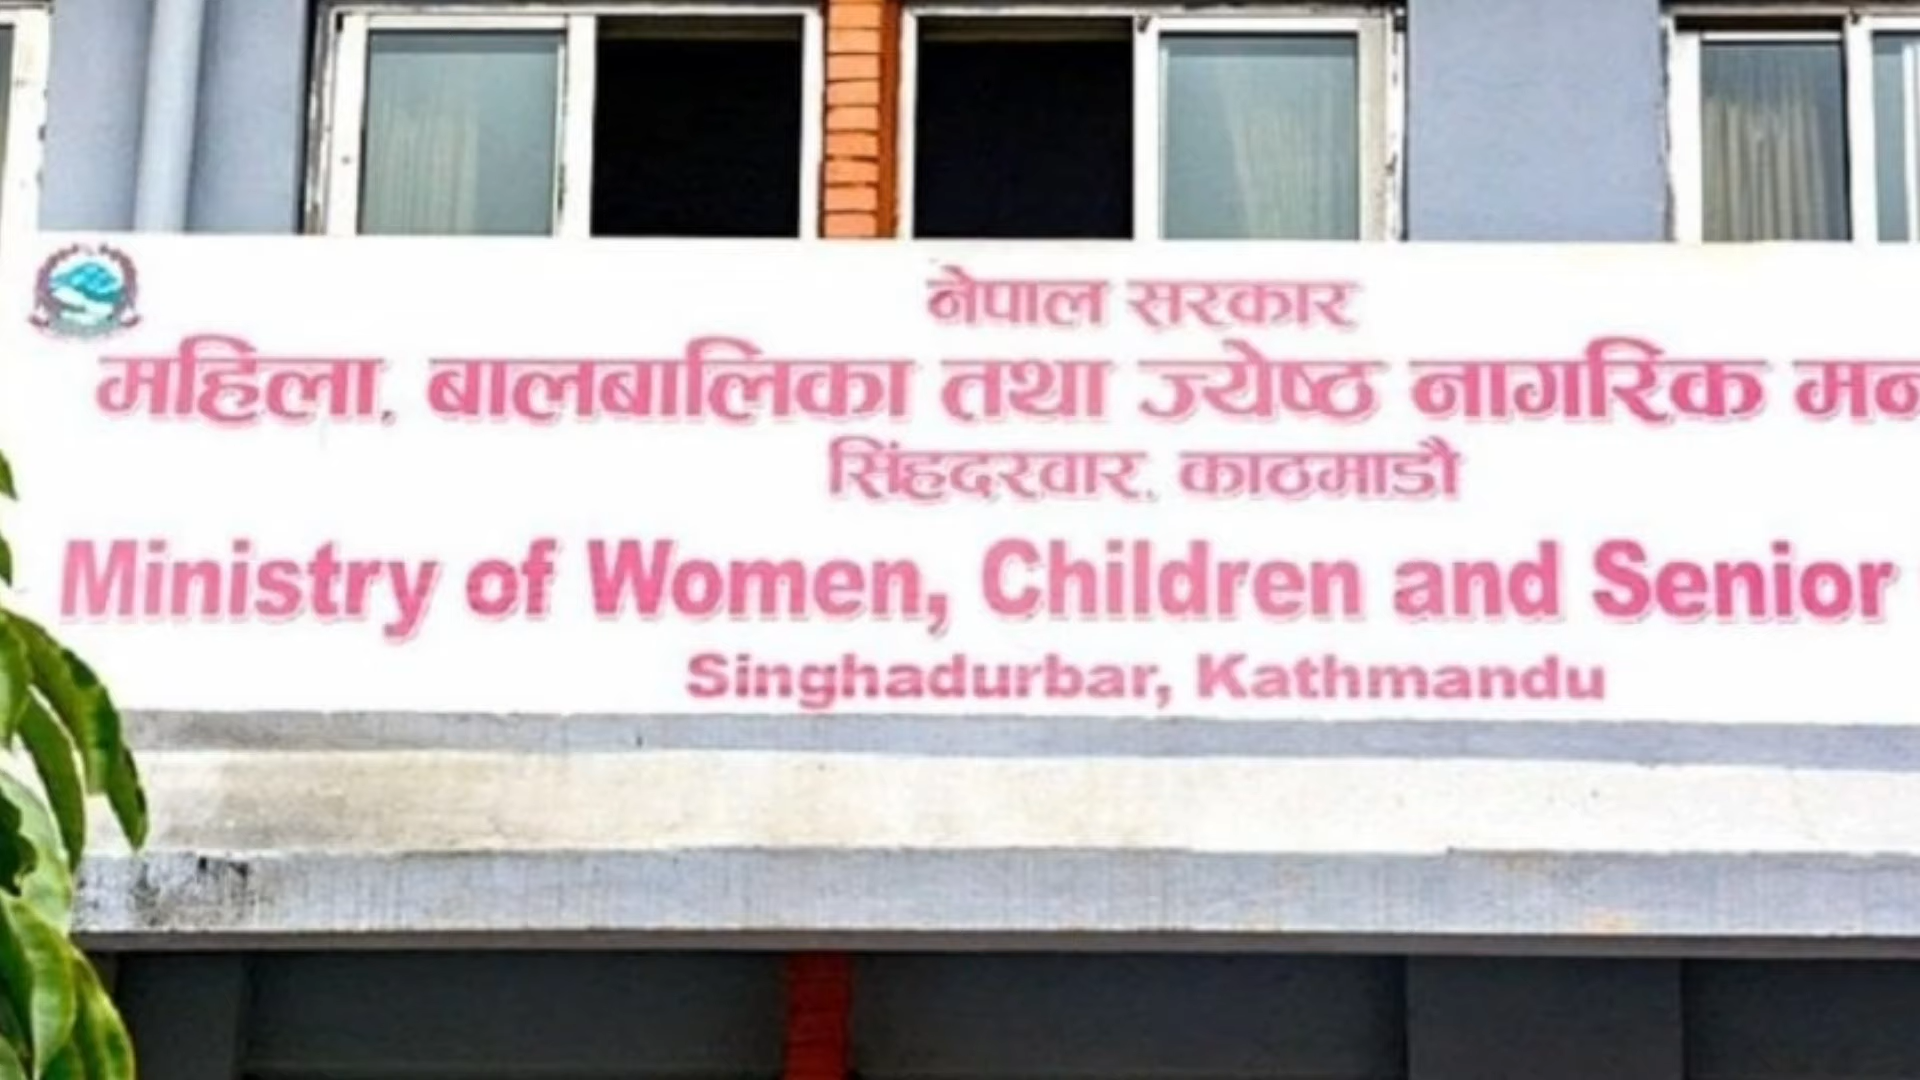 नेपाल सरकार
महिला, बालबालिका तथा ज्येष्ठ नागरिक
सिंहदरवार, काठमाडौ
Ministry of Women, Children and Senior
Singhadurbar, Kathmandu